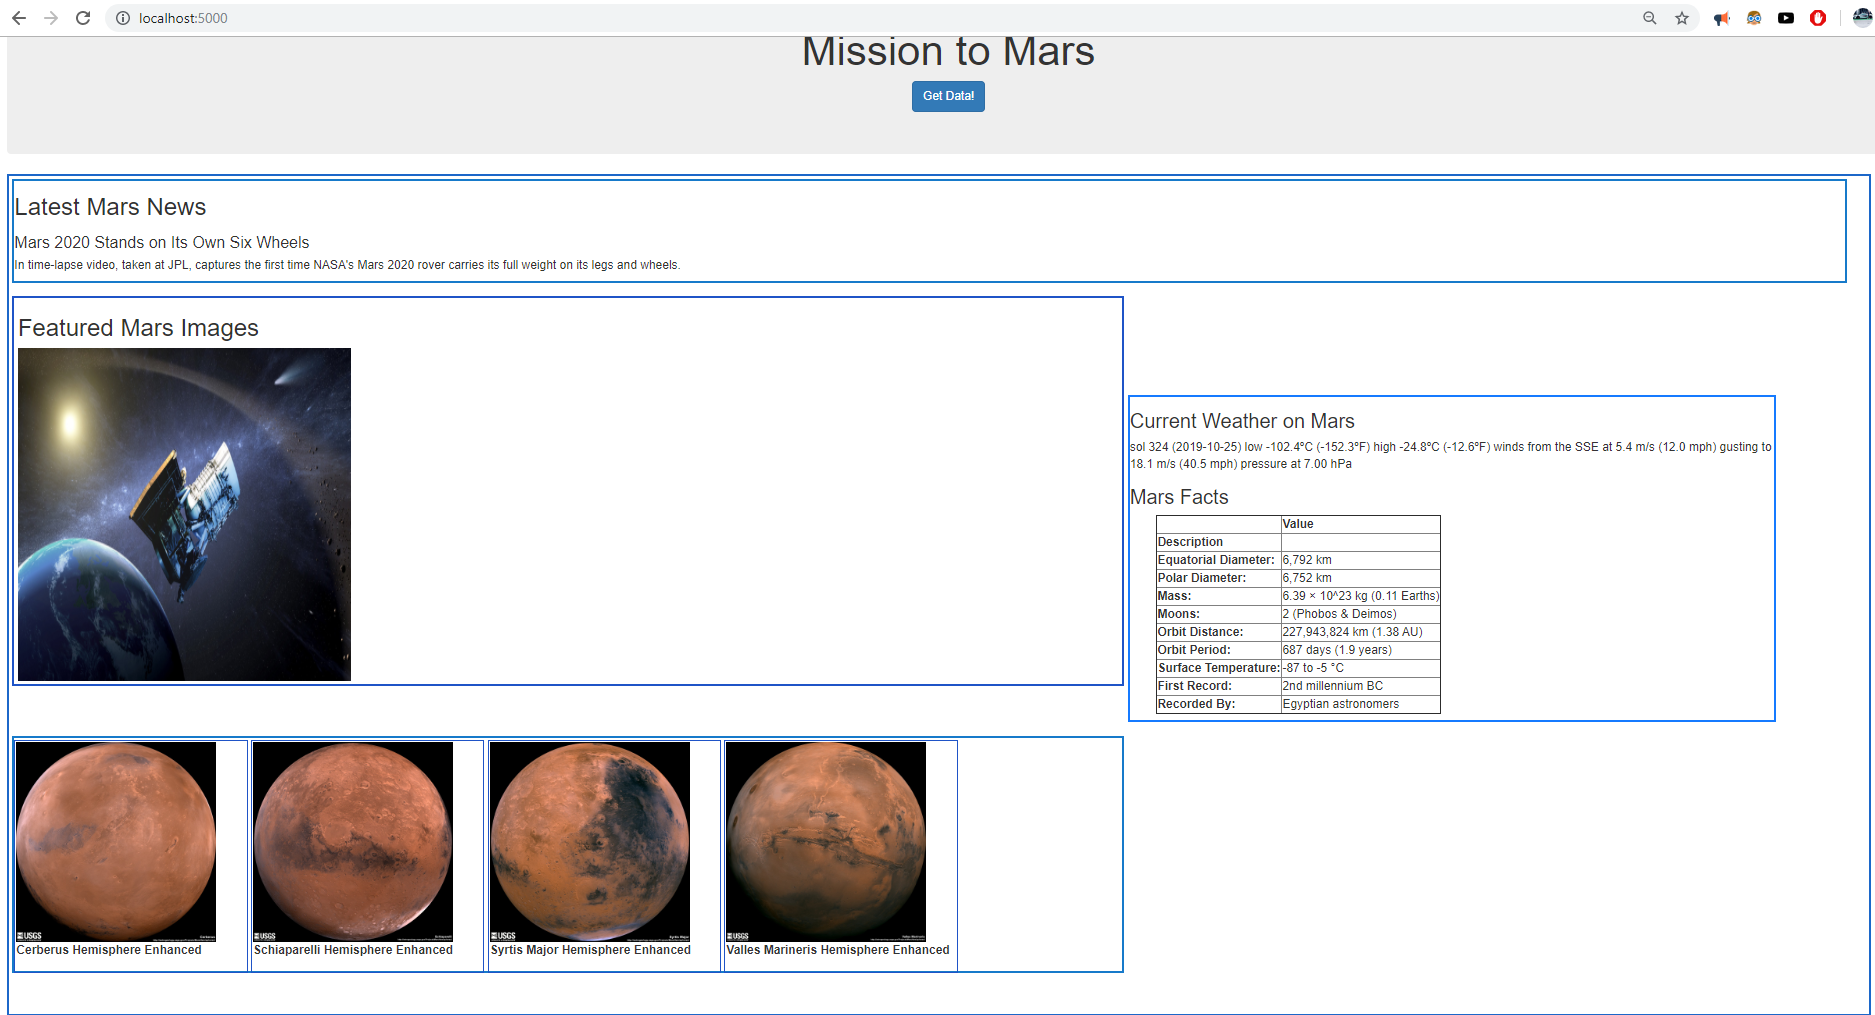 localhost:5000
Mission to Mars
Get Data!
Latest Mars News
Mars 2020 Stands on Its Own Six Wheels
In time-lapse video, taken at JPL, captures the first time NASA's Mars 2020 rover carries its full weight on its legs and wheels.
Featured Mars Images
Current Weather on Mars
sol 324 (2019-10-25) low -102.4ºC (-152.3ºF) high -24.8ºC (-12.6ºF) winds from the SSE at 5.4 m/s (12.0 mph) gusting to
18.1 m/s (40.5 mph) pressure at 7.00 hPa
Mars Facts
Value
Description
Equatorial Diameter: 6,792 km
Polar Diameter: 6,752 km
Mass: 6.39 × 10^23 kg (0.11 Earths)
Moons: 2 (Phobos & Deimos)
Orbit Distance: 227,943,824 km (1.38 AU)
Orbit Period: 687 days (1.9 years)
Surface Temperature: -87 to -5 °C
First Record: 2nd millennium BC
Recorded By: Egyptian astronomers
USGS
USGS
USGS
USGS
Cerberus Hemisphere Enhanced
Schiaparelli Hemisphere Enhanced
Syrtis Major Hemisphere Enhanced
Valles Marineris Hemisphere Enhanced